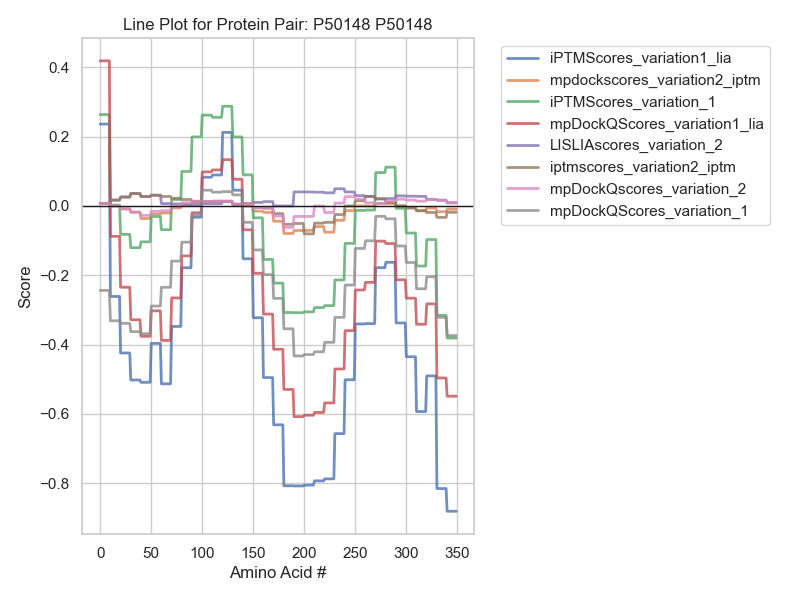 Line Plot for Protein Pair: P50148 P50148
0.4
0.2
0.0
−0.2
−0.4
−0.6
−0.8
Score
0 50 100 150 200 250 300 350
Amino Acid #
iPTMScores_variation1_lia
mpdockscores_variation2_iptm
iPTMScores_variation_1
mpDockQScores_variation1_lia
LISLIAscores_variation_2
iptmscores_variation2_iptm
mpDockQscores_variation_2
mpDockQScores_variation_1